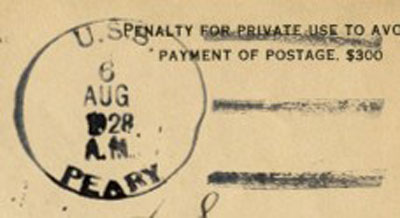 U.S.S.
PENALTY FOR PRIVATE USE TO AVO
PAYMENT OF POSTAGE, $300
6
AUG
1928
A.M.
PEARY